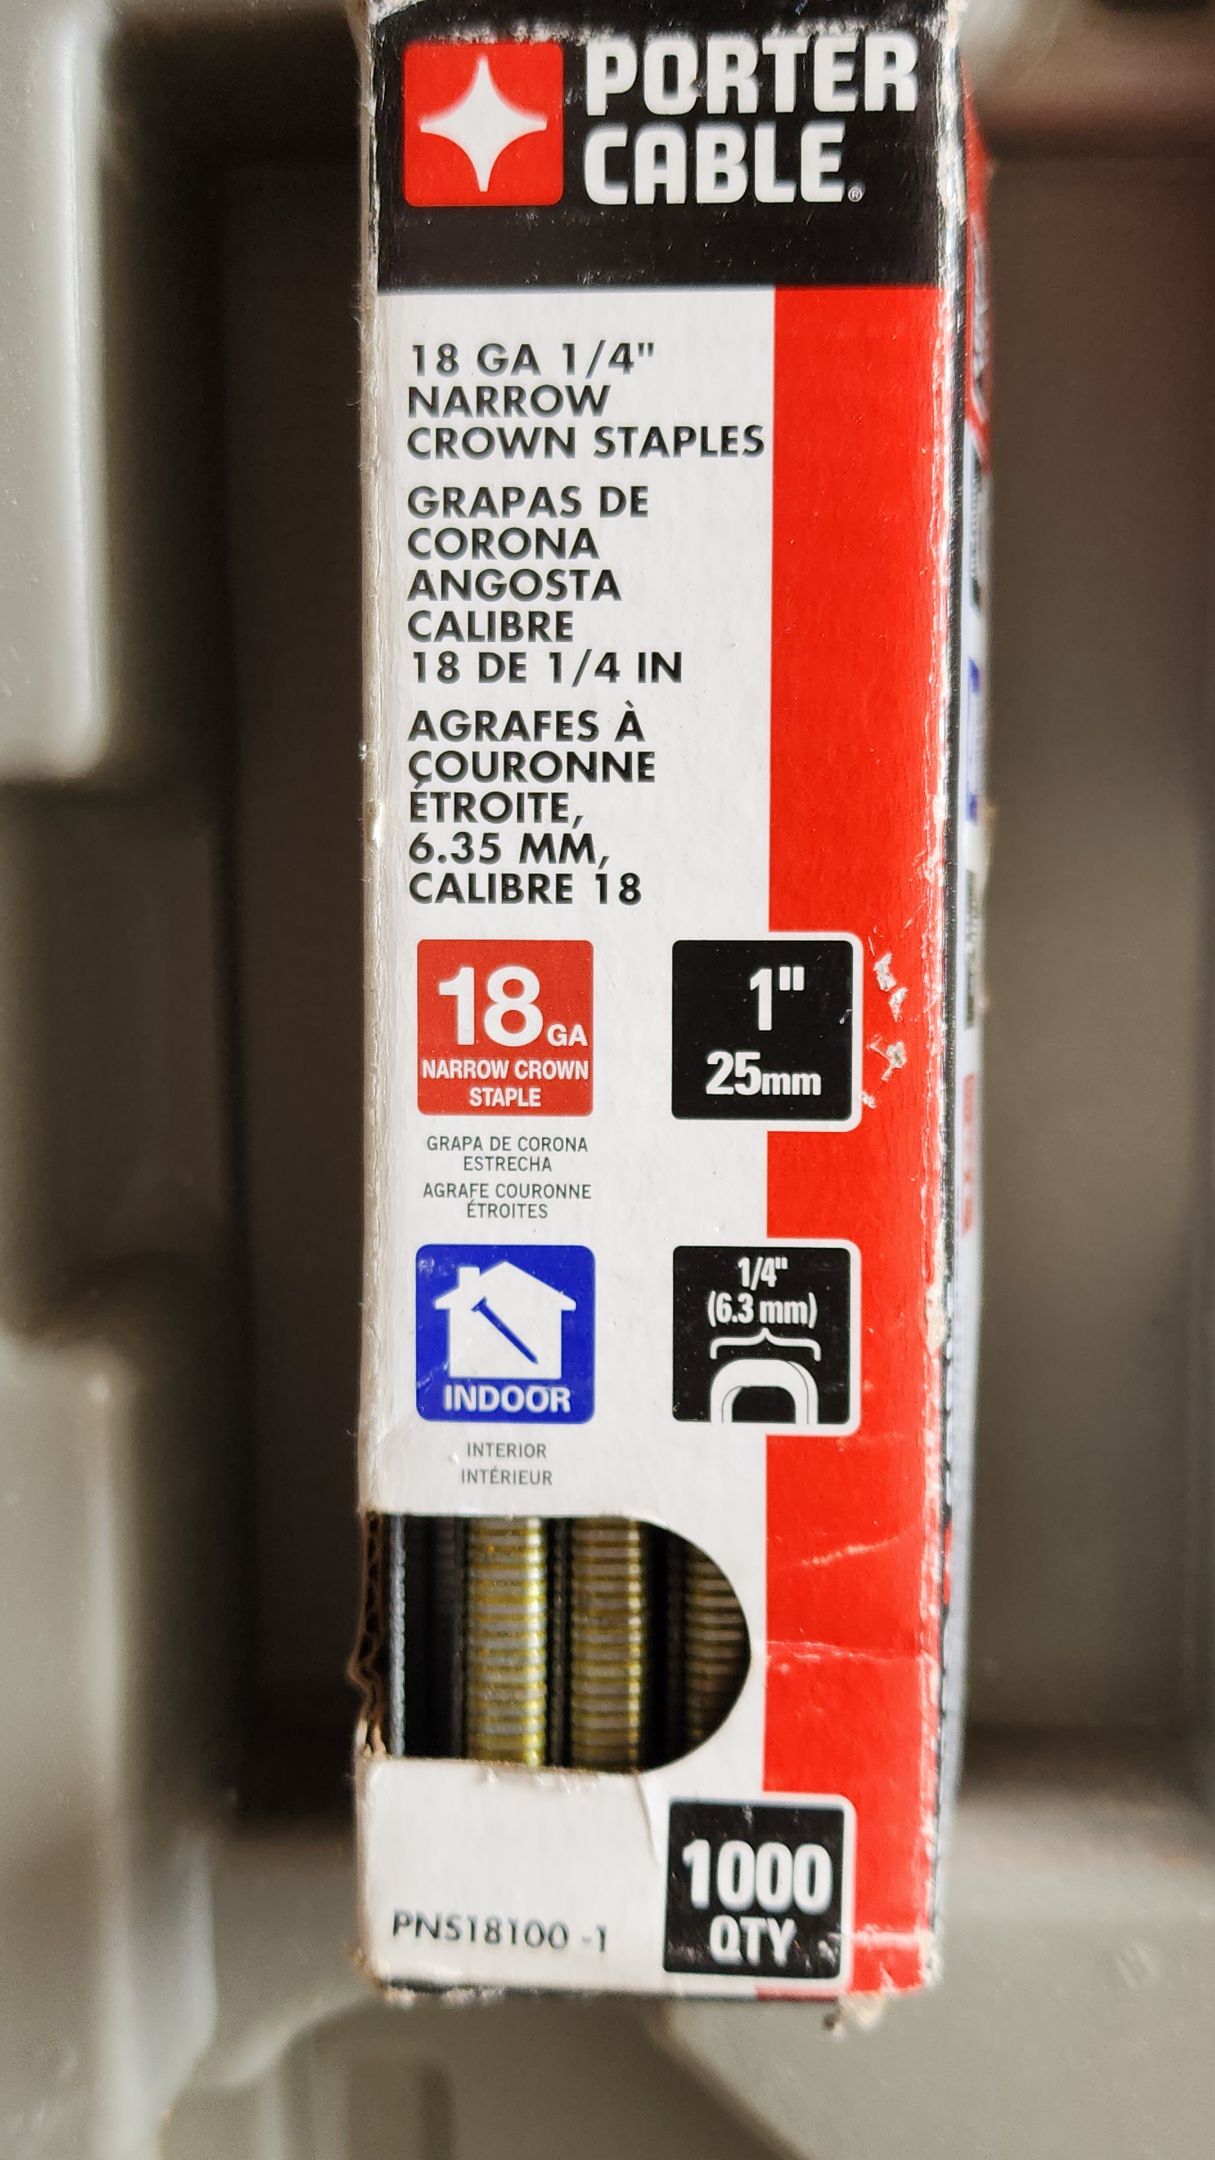 PORTER
CABLE®
18 GA 1/4"
NARROW
CROWN STAPLES
GRAPAS DE
CORONA
ANGOSTA
CALIBRE
18 DE 1/4 IN
AGRAFES À
COURONNE
ÉTROITE,
6.35 MM,
CALIBRE 18
18 GA
NARROW CROWN
STAPLE
1"
25mm
GRAPA DE CORONA
ESTRECHA
AGRAFE COURONNE
ÉTROITES
INDOOR
1/4"
(6.3 mm)
INTERIOR
INTÉRIEUR
1000
QTY
PNS18100 -1